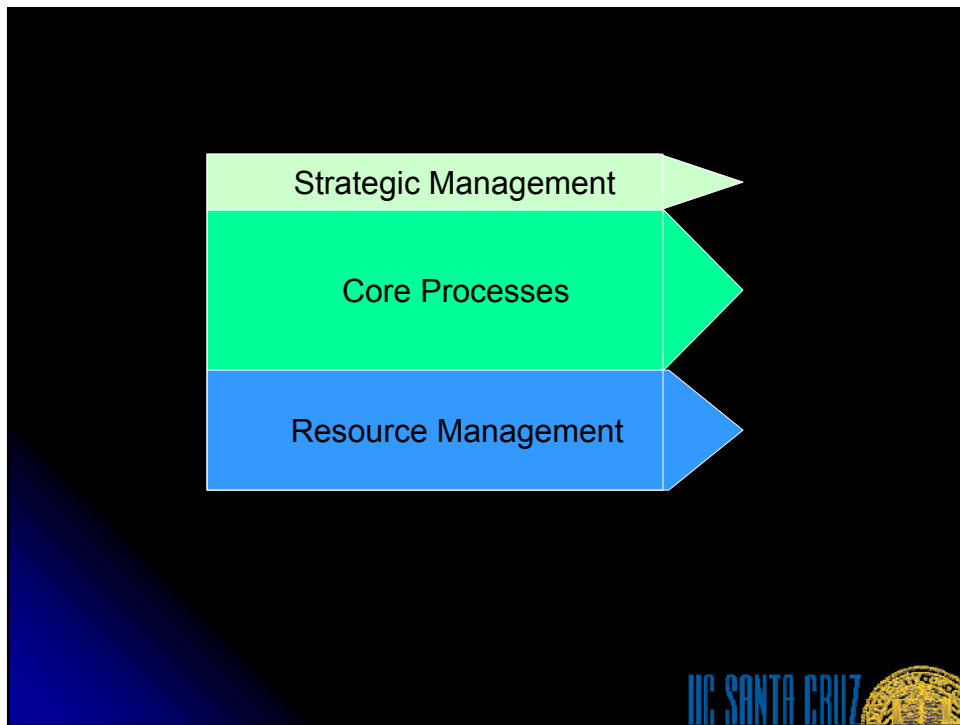 Strategic Management
Core Processes
Resource Management
UC SANTA CRUZ